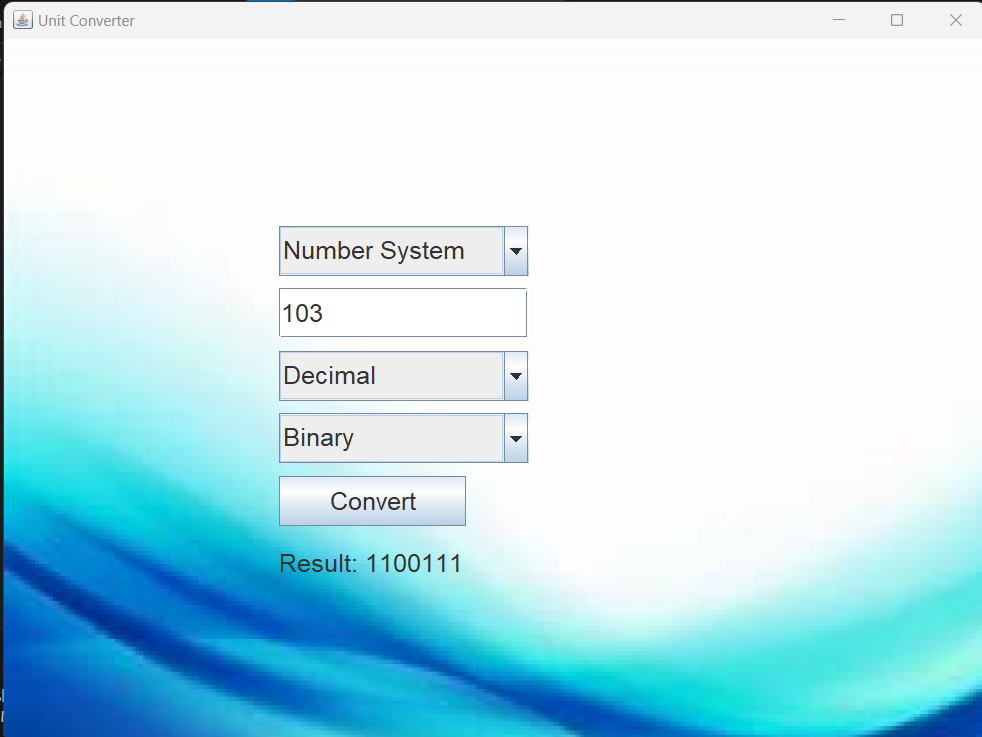 Unit Converter
Number System
103
Decimal
Binary
Convert
Result: 1100111